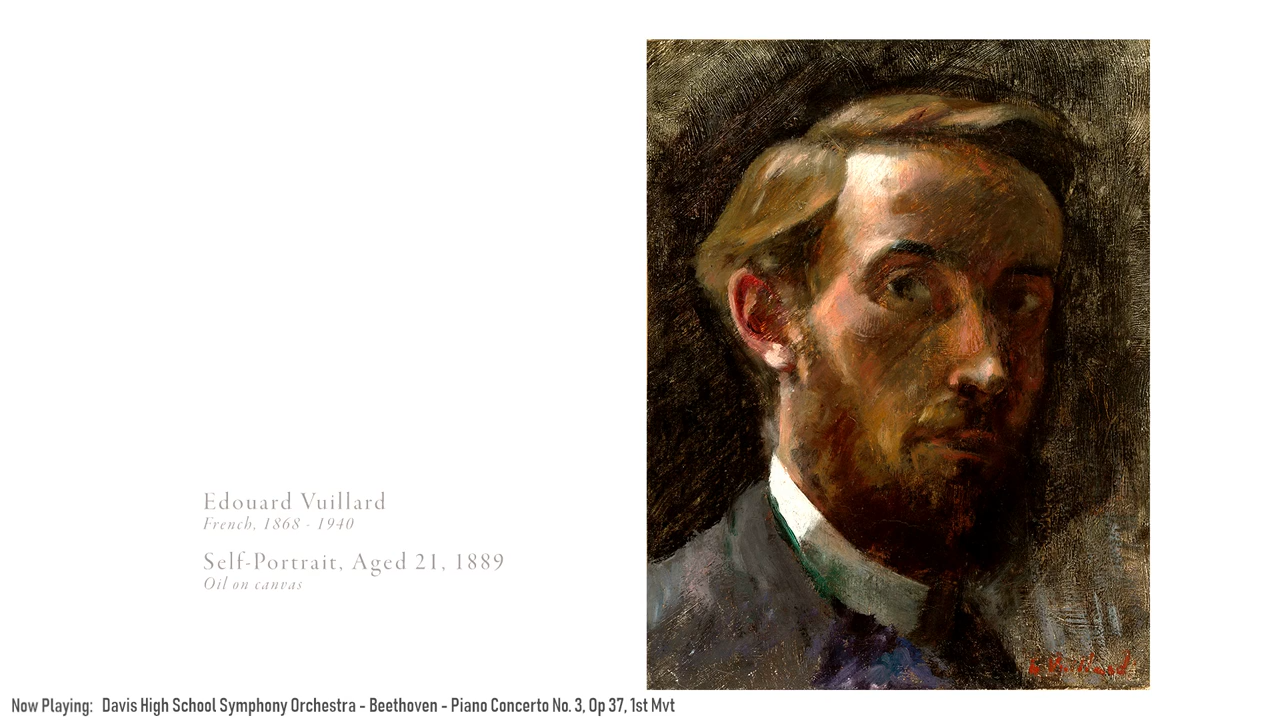 Edouard Vuillard
French, 1868 - 1940
Self-Portrait, Aged 21, 1889
Oil on canvas
E. Vuillard
Now Playing: Davis High School Symphony Orchestra - Beethoven - Piano Concerto No. 3, Op 37, 1st Mvt